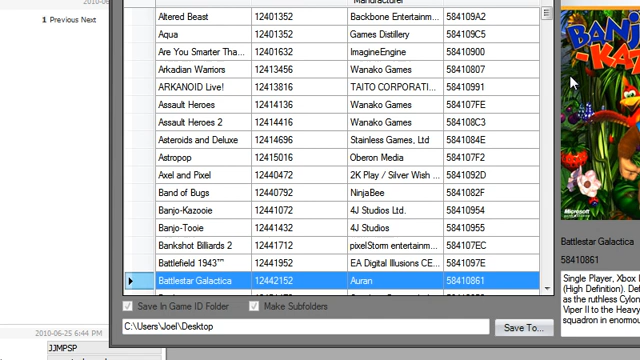 2010-06
Manufacturer
1 Previous Next
Altered Beast 12401352 Backbone Entertainm... 584109A2
Aqua 12401352 Games Distillery 584109C5
Are You Smarter Tha... 12401632 ImagineEngine 58410900
Arkadian Warriors 12413456 Wanako Games 58410807
ARKANOID Live! 12413816 TAITO CORPORATI... 58410991
Assault Heroes 12414136 Wanako Games 584107FE
Assault Heroes 2 12414416 Wanako Games 584108C3
Asteroids and Deluxe 12414696 Stainless Games, Ltd 5841084E
Astropop 12415016 Oberon Media 584107F2
Axel and Pixel 12440472 2K Play / Silver Wish ... 5841092D
Band of Bugs 12440792 NinjaBee 5841082F
Banjo-Kazooie 12441072 4J Studios Ltd. 58410954
Banjo-Tooie 12441432 4J Studios 58410955
Bankshot Billiards 2 12441712 pixelStorm entertainm... 584107EC
Battlefield 1943™ 12441952 EA Digital Illusions CE... 5841097E
Battlestar Galactica 12442152 Auran 58410861
BANJO
-KAZ
Microsoft
Battlestar Galactica
58410861
Single Player, Xbox
(High Definition). De
as the ruthless Cylon
Viper II to the Heavy
squadron in enormou
Save In Game ID Folder Make Subfolders
C:\Users\Joel\Desktop Save To...
2010-06-25 6:44 PM
JJMPSP